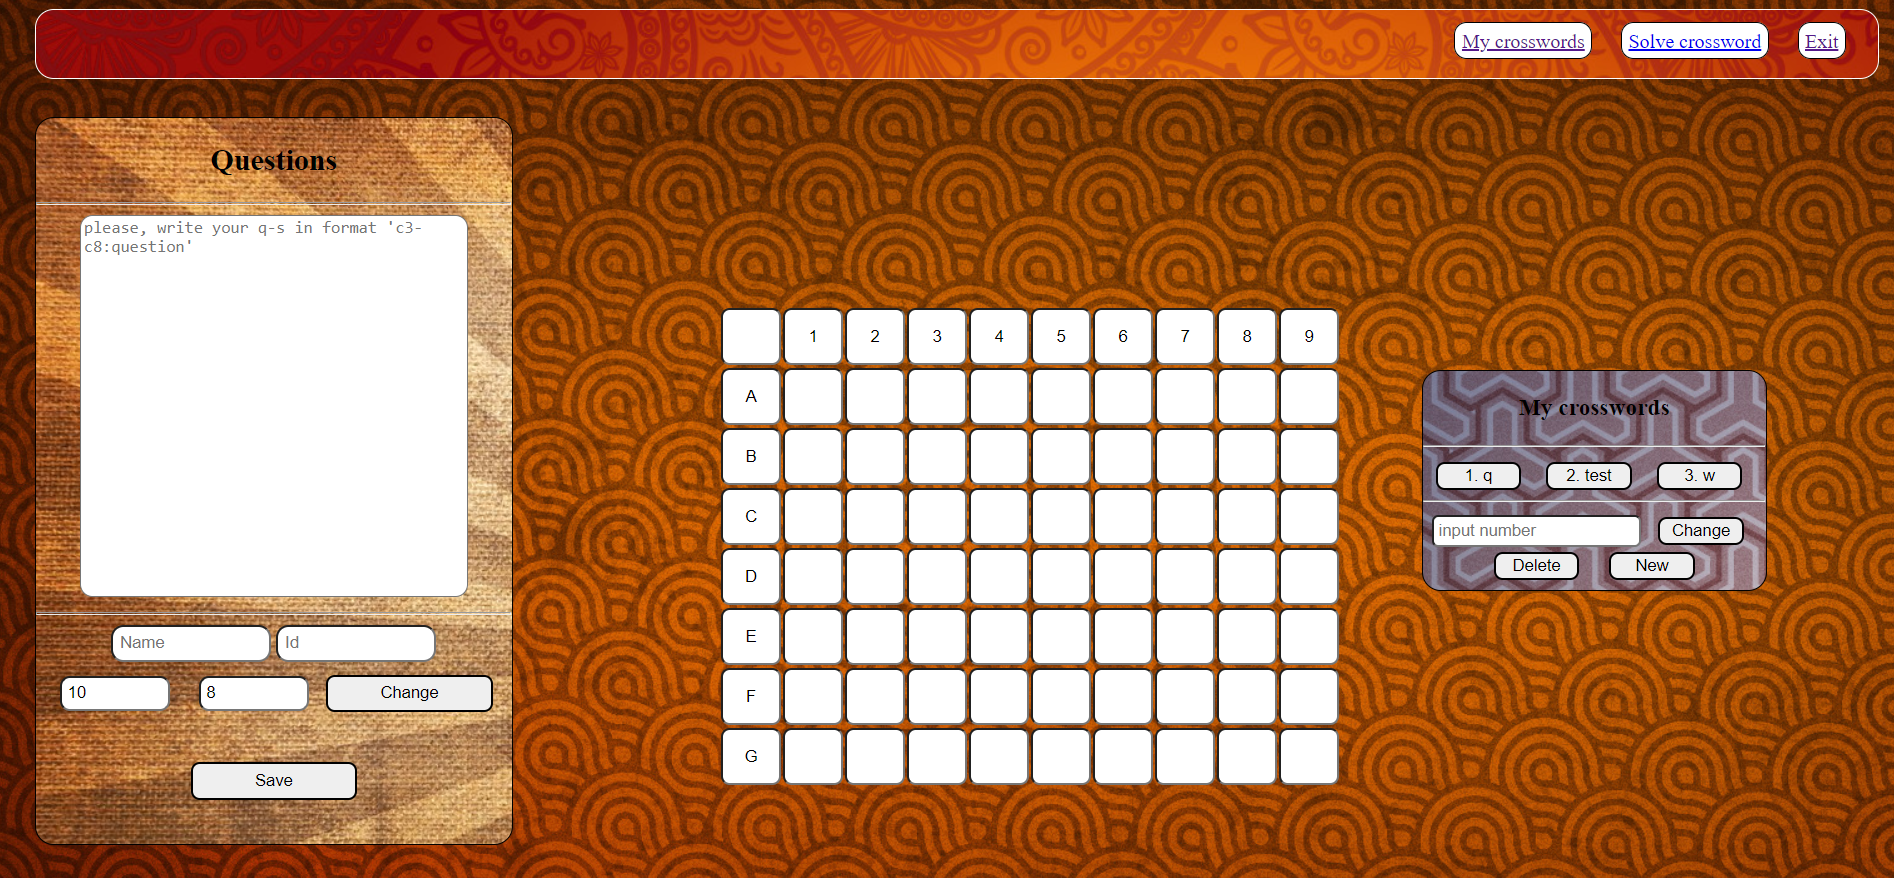 My crosswords Solve crossword Exit
Questions
please, write your q-s in format 'c3-
c8:question'
Name Id
10 8 Change
Save
1 2 3 4 5 6 7 8 9
A
B
C
D
E
F
G
My crosswords
1. q 2. test 3. w
input number Change
Delete New